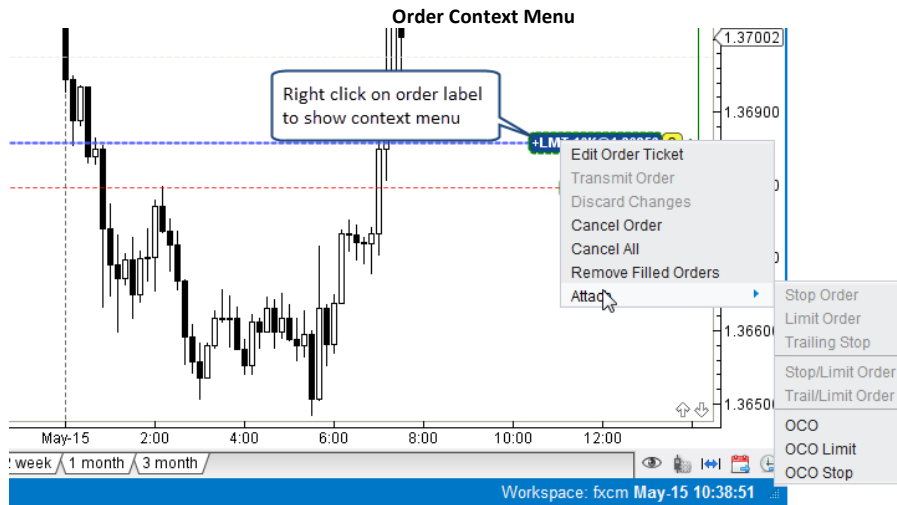 Order Context Menu
1.37002
Right click on order label
to show context menu
1.36900
Edit Order Ticket
Transmit Order
Discard Changes
Cancel Order
Cancel All
Remove Filled Orders
Attach
Stop Order
Limit Order
Trailing Stop
Stop/Limit Order
Trail/Limit Order
OCO
OCO Limit
OCO Stop
1.36600
1.36500
May-15 2:00 4:00 6:00 8:00 10:00 12:00
week 1 month 3 month
Workspace: fxcm May-15 10:38:51